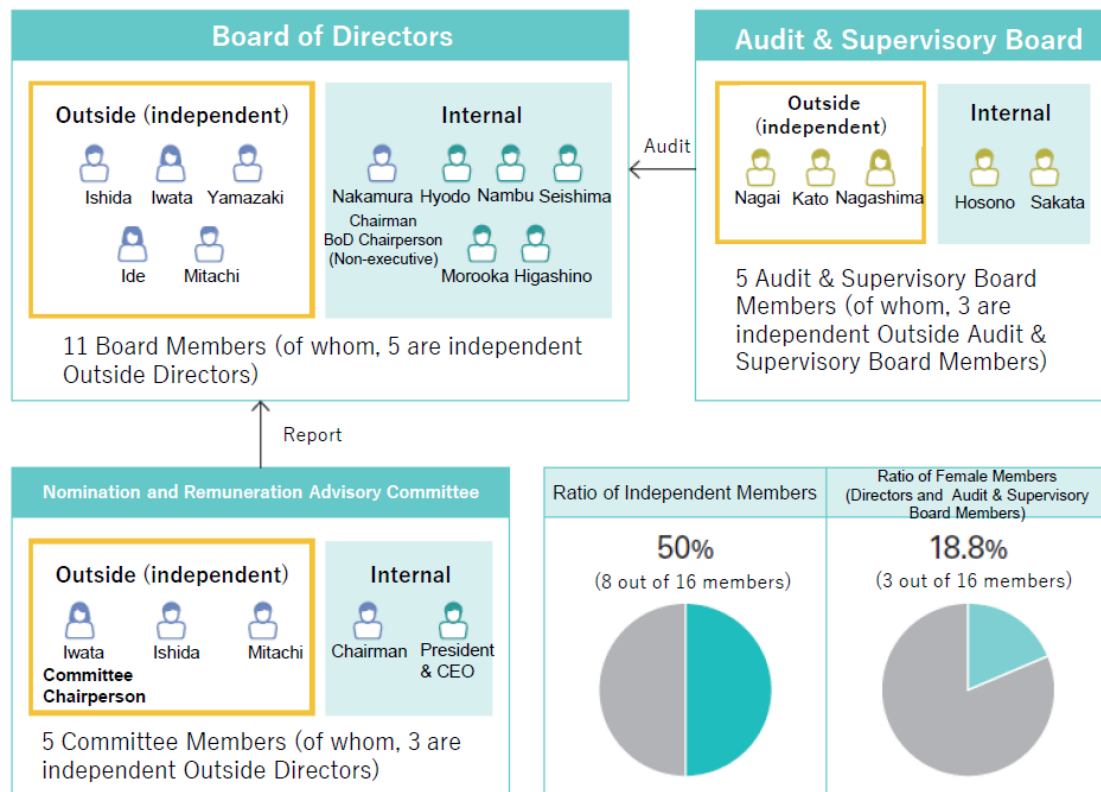 Board of Directors
Outside (independent)
Ishida Iwata Yamazaki
Ide Mitachi
Internal
Nakamura Hyodo Nambu Seishima
Chairman
BoD Chairperson
(Non-executive)
Morooka Higashino
11 Board Members (of whom, 5 are independent
Outside Directors)
Audit
Audit & Supervisory Board
Outside
(independent)
Nagai Kato Nagashima
Internal
Hosono Sakata
5 Audit & Supervisory Board
Members (of whom, 3 are
independent Outside Audit &
Supervisory Board Members)
Report
Nomination and Remuneration Advisory Committee
Outside (independent)
Iwata Ishida Mitachi
Committee
Chairperson
Internal
Chairman President
& CEO
5 Committee Members (of whom, 3 are
independent Outside Directors)
Ratio of Independent Members
50%
(8 out of 16 members)
Ratio of Female Members
(Directors and Audit & Supervisory
Board Members)
18.8%
(3 out of 16 members)